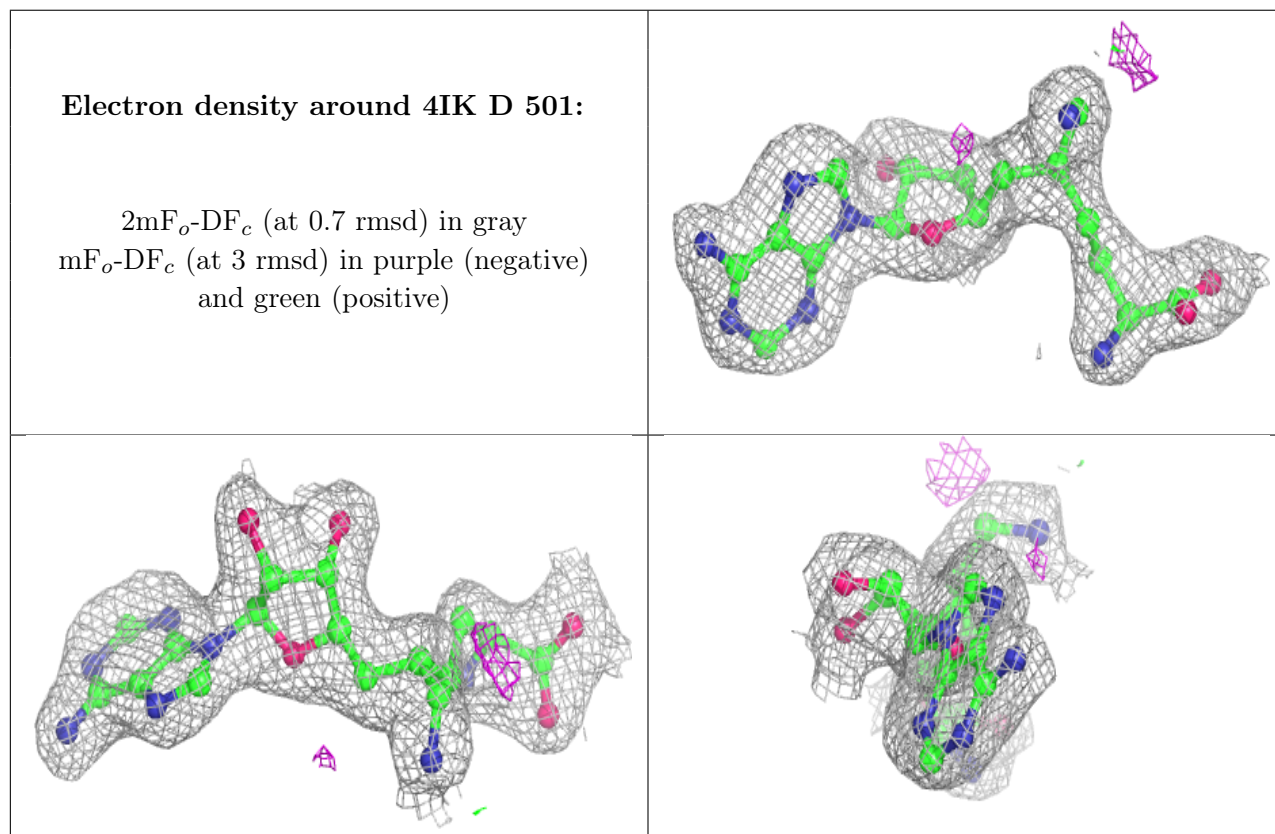 Electron density around 4IK D 501:
2mFo-DFc (at 0.7 rmsd) in gray
mFo-DFc (at 3 rmsd) in purple (negative)
and green (positive)